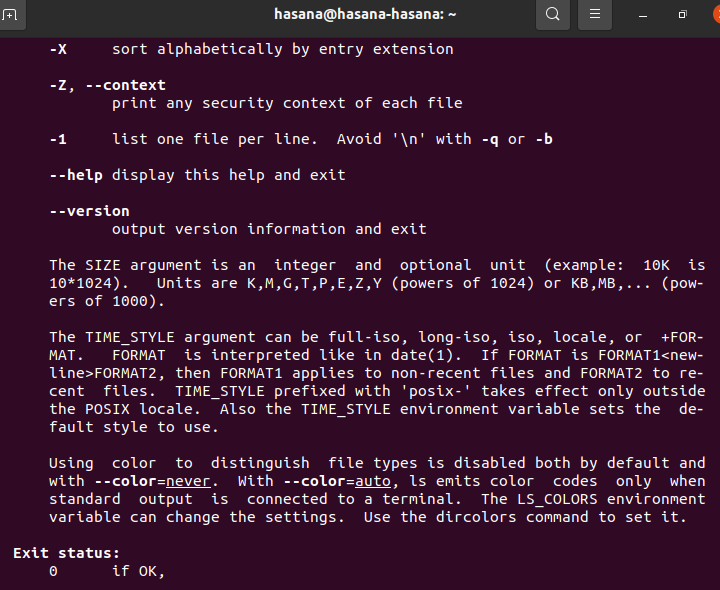 hasana@hasana-hasana: ~
-X     sort alphabetically by entry extension
-Z, --context
print any security context of each file
-1     list one file per line.  Avoid '\n' with -q or -b
--help display this help and exit
--version
output version information and exit
The SIZE argument is an  integer  and  optional  unit  (example:  10K  is
10*1024).   Units are K,M,G,T,P,E,Z,Y (powers of 1024) or KB,MB,... (pow-
ers of 1000).
The TIME_STYLE argument can be full-iso, long-iso, iso, locale, or  +FOR-
MAT.   FORMAT  is interpreted like in date(1).  If FORMAT is FORMAT1<new-
line>FORMAT2, then FORMAT1 applies to non-recent files and FORMAT2 to re-
cent  files.  TIME_STYLE prefixed with 'posix-' takes effect only outside
the POSIX locale.  Also the TIME_STYLE environment variable sets the  de-
fault style to use.
Using  color  to  distinguish  file types is disabled both by default and
with --color=never.  With --color=auto, ls emits color  codes  only  when
standard  output  is  connected to a terminal.  The LS_COLORS environment
variable can change the settings.  Use the dircolors command to set it.
Exit status:
0      if OK,